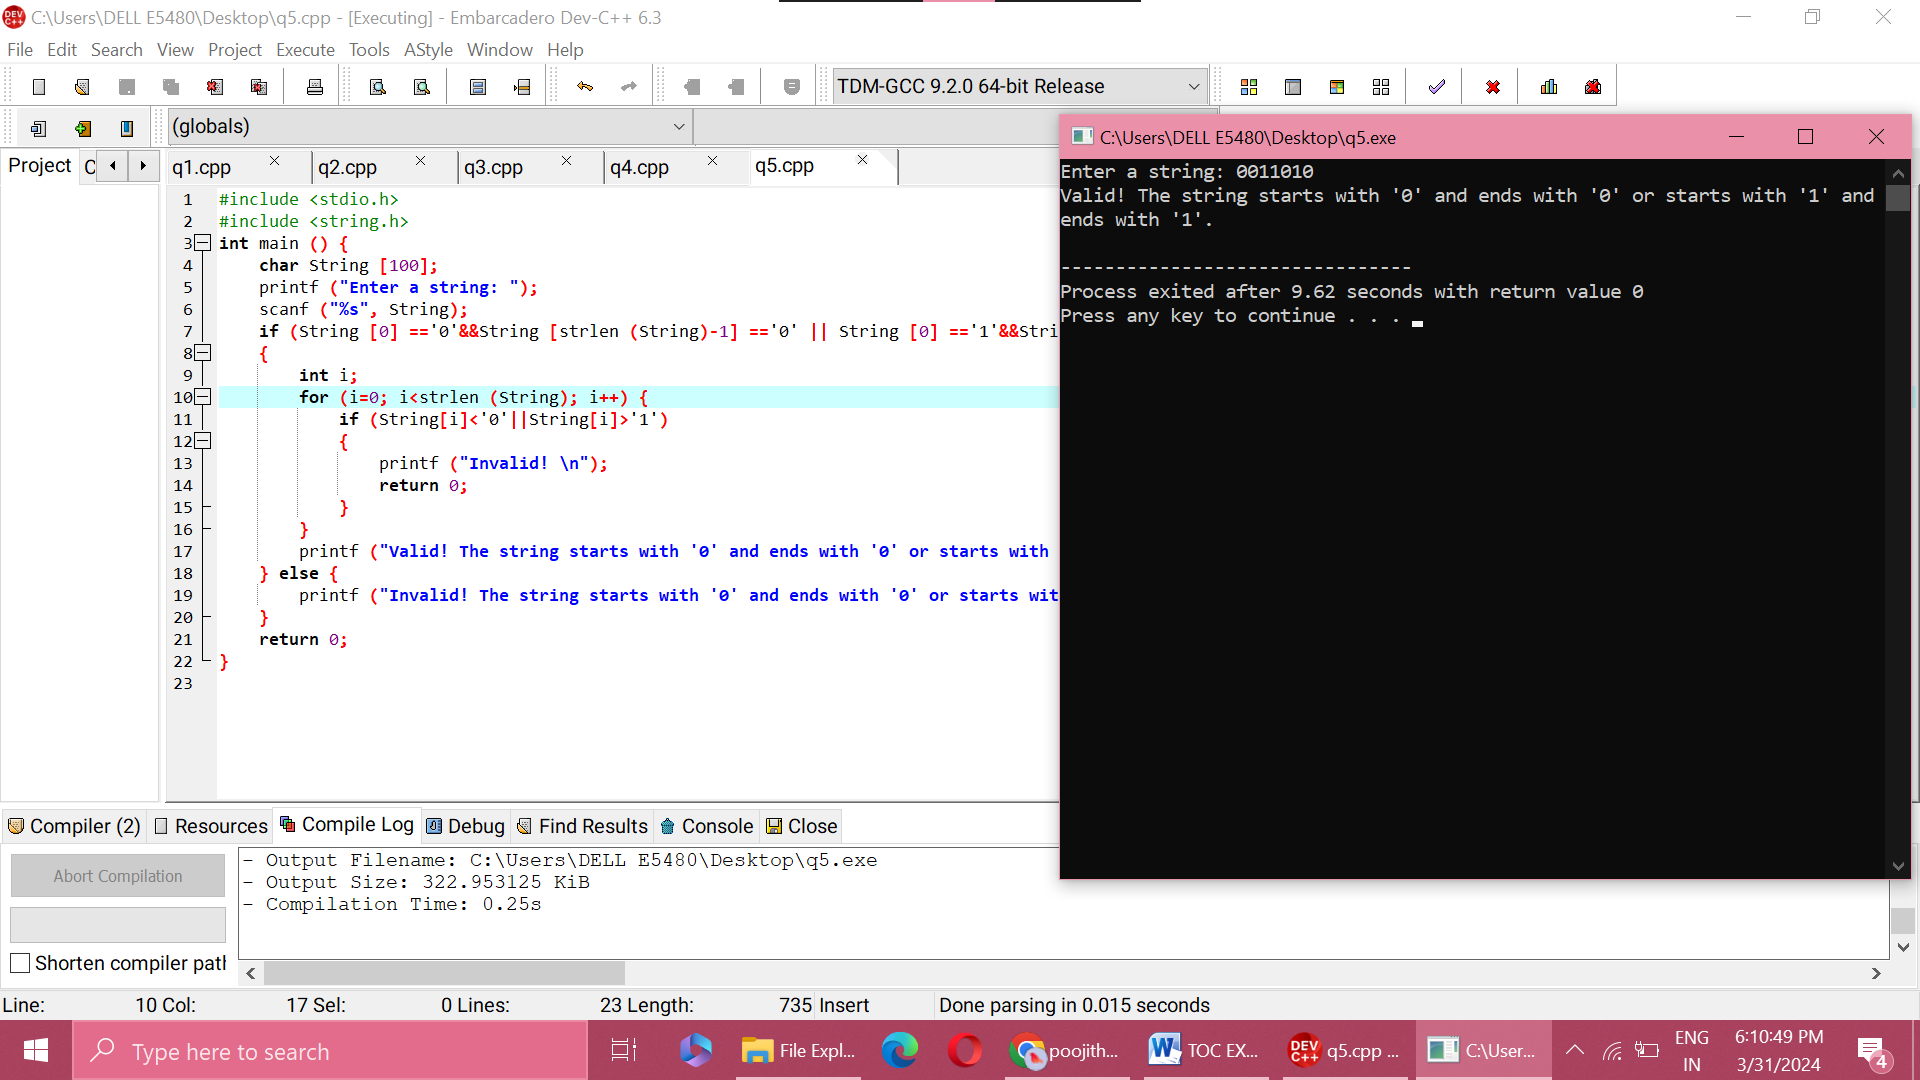 C:\Users\DELL E5480\Desktop\q5.cpp - [Executing] - Embarcadero Dev-C++ 6.3
File Edit Search View Project Execute Tools AStyle Window Help
TDM-GCC 9.2.0 64-bit Release
(globals)
Project
q1.cpp q2.cpp q3.cpp q4.cpp q5.cpp
1 #include <stdio.h>
2 #include <string.h>
3 int main () {
4 char String [100];
5 printf ("Enter a string: ");
6 scanf ("%s", String);
7 if (String [0] =='0'&&String [strlen (String)-1] =='0' || String [0] =='1'&&Stri
8 {
9 int i;
10 for (i=0; i<strlen (String); i++) {
11 if (String[i]<'0'||String[i]>'1')
12 {
13 printf ("Invalid! \n");
14 return 0;
15 }
16 }
17 printf ("Valid! The string starts with '0' and ends with '0' or starts with
18 } else {
19 printf ("Invalid! The string starts with '0' and ends with '0' or starts wit
20 }
21 return 0;
22 }
23
C:\Users\DELL E5480\Desktop\q5.exe
Enter a string: 0011010
Valid! The string starts with '0' and ends with '0' or starts with '1' and
ends with '1'.
--------------------------------
Process exited after 9.62 seconds with return value 0
Press any key to continue . . .
Compiler (2) Resources Compile Log Debug Find Results Console Close
Abort Compilation
Shorten compiler path
- Output Filename: C:\Users\DELL E5480\Desktop\q5.exe
- Output Size: 322.953125 KiB
- Compilation Time: 0.25s
Line: 10 Col: 17 Sel: 0 Lines: 23 Length: 735 Insert Done parsing in 0.015 seconds
Type here to search
File Expl...
poojith...
TOC EX...
q5.cpp ...
C:\User...
ENG
IN
6:10:49 PM
3/31/2024
4